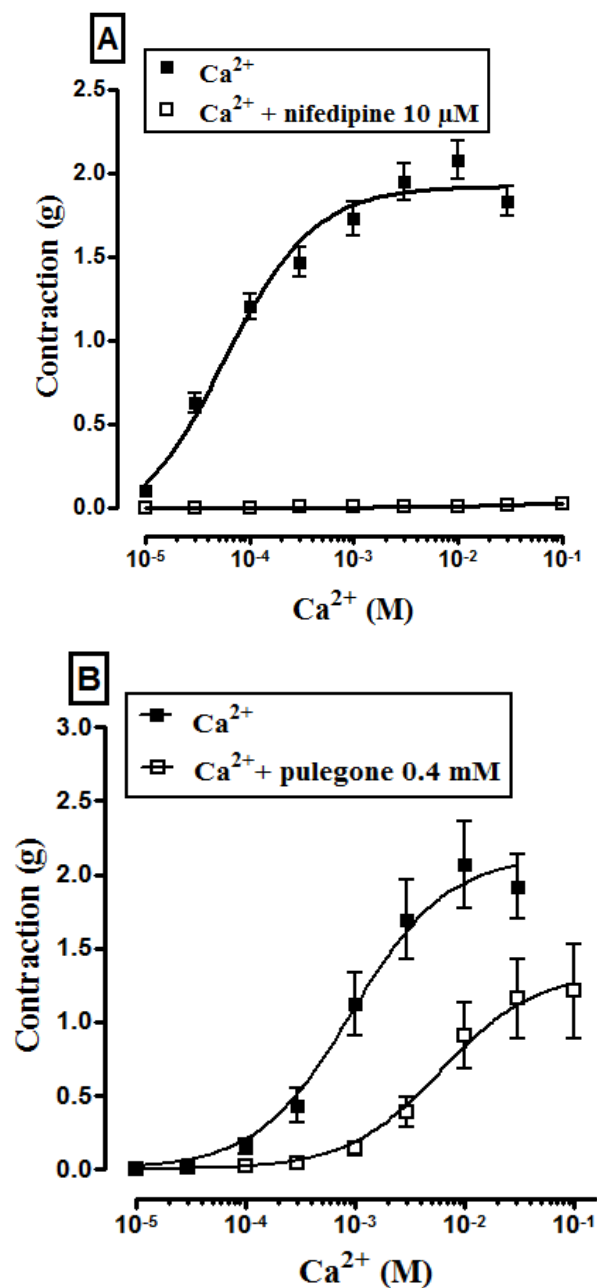 A
Ca²⁺
Ca²⁺ + nifedipine 10 µM
2.5
2.0
1.5
1.0
0.5
0.0
Contraction (g)
10⁻⁵ 10⁻⁴ 10⁻³ 10⁻² 10⁻¹
Ca²⁺ (M)
B
Ca²⁺
Ca²⁺+ pulegone 0.4 mM
3.0
2.5
2.0
1.5
1.0
0.5
0.0
Contraction (g)
10⁻⁵ 10⁻⁴ 10⁻³ 10⁻² 10⁻¹
Ca²⁺ (M)